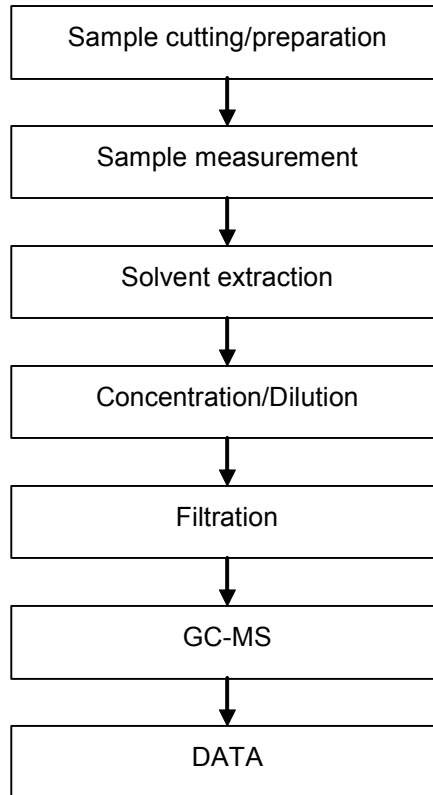 Sample cutting/preparation
Sample measurement
Solvent extraction
Concentration/Dilution
Filtration
GC-MS
DATA